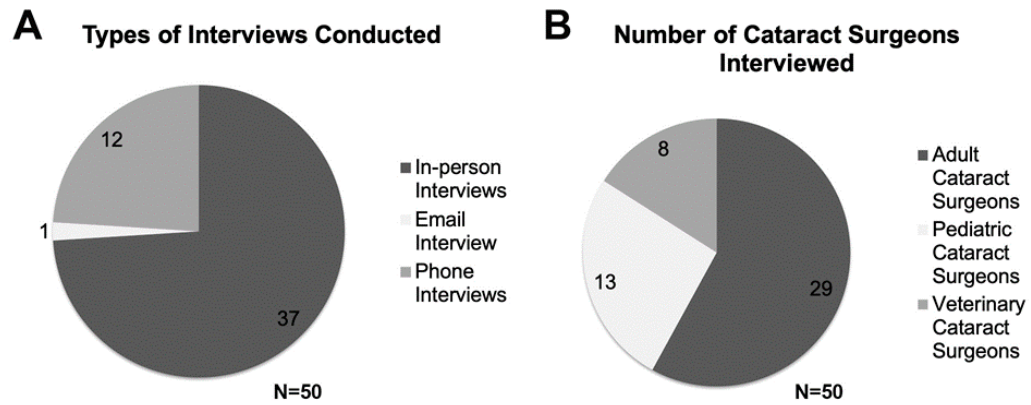 A
Types of Interviews Conducted
12
1
37
In-person
Interviews
Email
Interview
Phone
Interviews
N=50
B
Number of Cataract Surgeons
Interviewed
8
13
29
Adult
Cataract
Surgeons
Pediatric
Cataract
Surgeons
Veterinary
Cataract
Surgeons
N=50